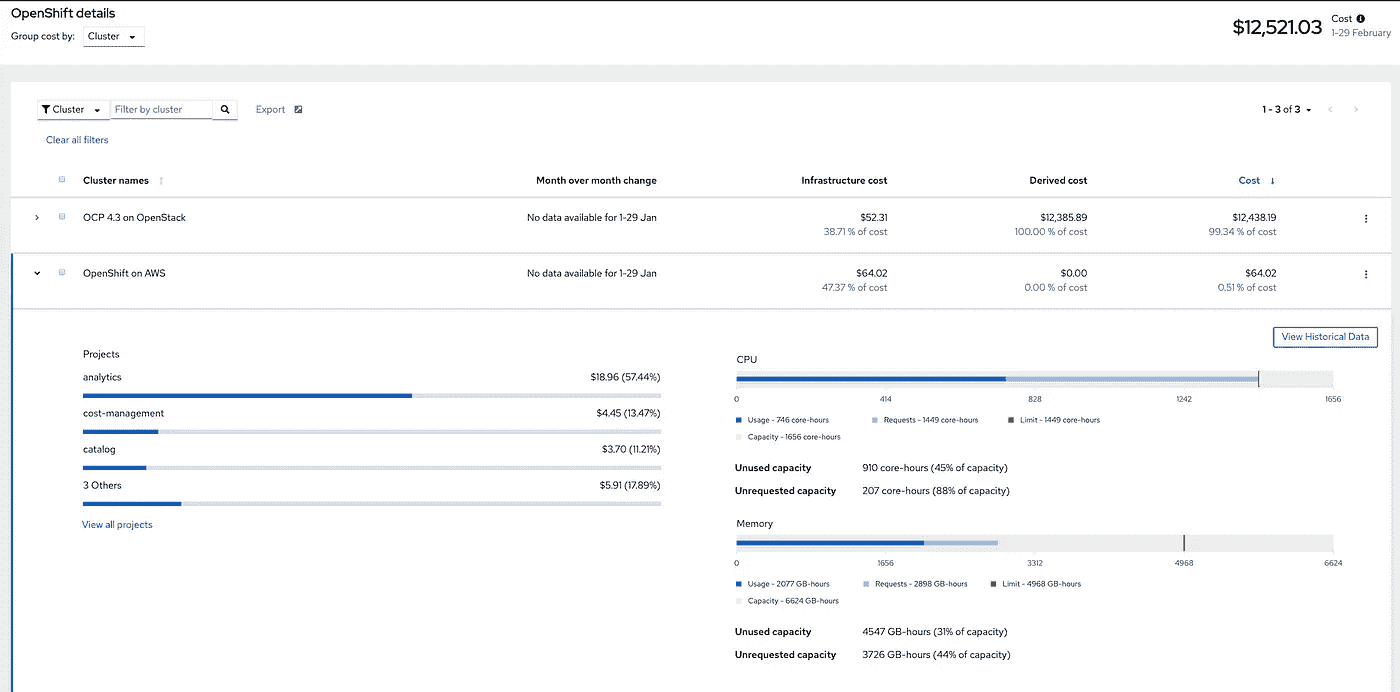 OpenShift details
Group cost by: Cluster
$12,521.03 Cost
1-29 February
Cluster Filter by cluster Export 1 - 3 of 3
Clear all filters
Cluster names Month over month change Infrastructure cost Derived cost Cost
OCP 4.3 on OpenStack No data available for 1-29 Jan $52.31 $12,385.89 $12,438.19
38.71 % of cost 100.00 % of cost 99.34 % of cost
OpenShift on AWS No data available for 1-29 Jan $64.02 $0.00 $64.02
47.37 % of cost 0.00 % of cost 0.51 % of cost
View Historical Data
Projects
analytics $18.96 (57.44%)
cost-management $4.45 (13.47%)
catalog $3.70 (11.21%)
3 Others $5.91 (17.89%)
View all projects
CPU
0 414 828 1242 1656
Usage - 746 core-hours Requests - 1449 core-hours Limit - 1449 core-hours
Capacity - 1656 core-hours
Unused capacity 910 core-hours (45% of capacity)
Unrequested capacity 207 core-hours (88% of capacity)
Memory
0 1656 3312 4968 6624
Usage - 2077 GB-hours Requests - 2898 GB-hours Limit - 4968 GB-hours
Capacity - 6624 GB-hours
Unused capacity 4547 GB-hours (31% of capacity)
Unrequested capacity 3726 GB-hours (44% of capacity)